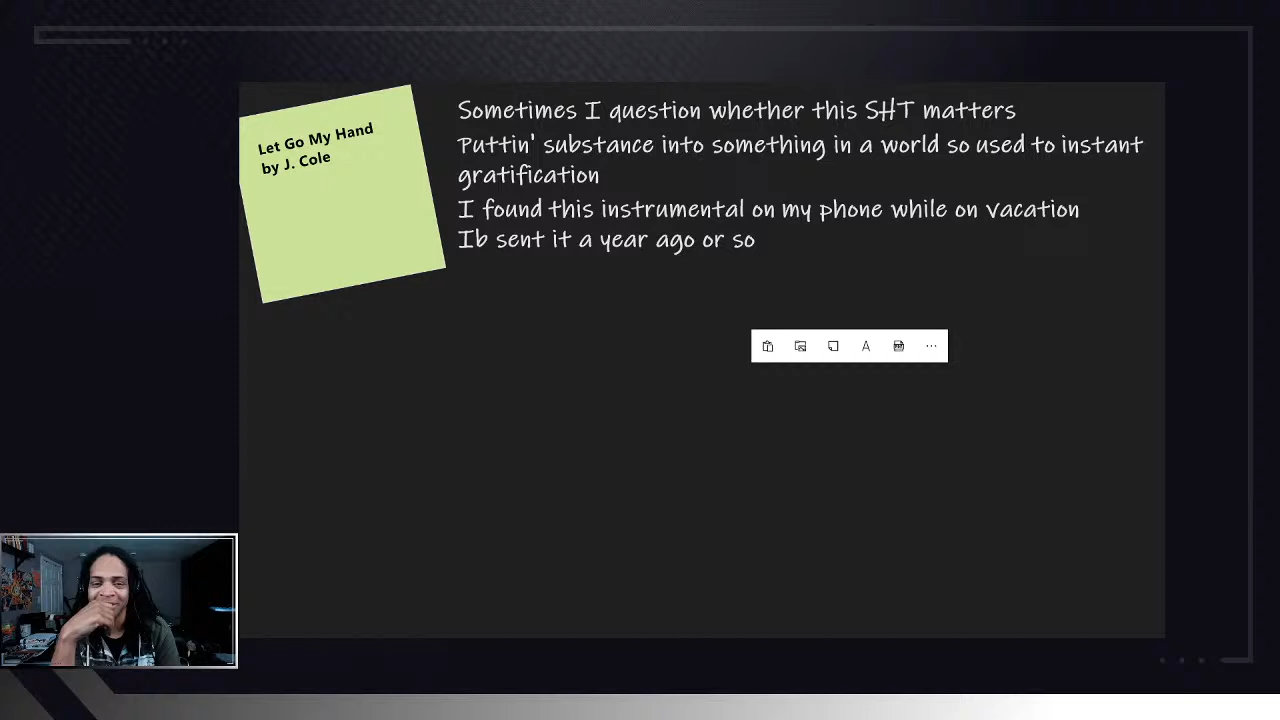 Let Go My Hand
by J. Cole
Sometimes I question whether this SHT matters
Puttin' substance into something in a world so used to instant
gratification
I found this instrumental on my phone while on vacation
Ib sent it a year ago or so